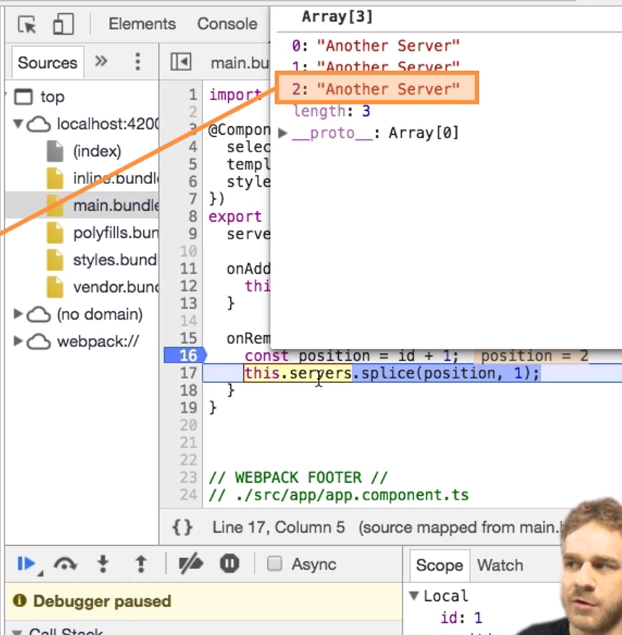 Array[3]
0: "Another Server"
1: "Another Server"
2: "Another Server"
length: 3
__proto__: Array[0]
Elements Console
Sources »
main.bu
top
localhost:4200
(index)
inline.bundle
main.bundle
polyfills.bun
styles.bund
vendor.bund
(no domain)
webpack://
1 import
2
3 @Compon
4 selec
5 templ
6 style
7 })
8 export
9 serve
10
11 onAdd
12 thi
13 }
14
15 onRem
16 const position = id + 1; position = 2
17 this.servers.splice(position, 1);
18 }
19 }
20
21
22
23 // WEBPACK FOOTER //
24 // ./src/app/app.component.ts
{} Line 17, Column 5 (source mapped from main.
Async
Debugger paused
Call Stack
Scope Watch
Local
id: 1